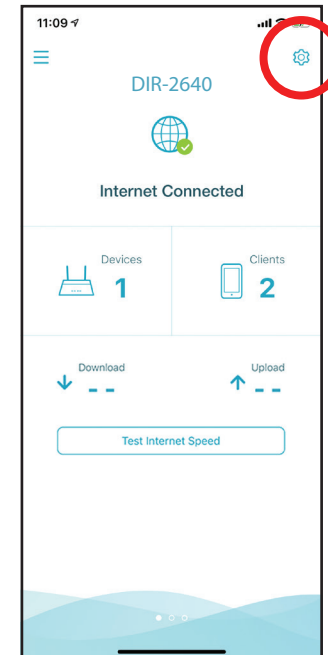 11:09
DIR-2640
Internet Connected
Devices
1
Clients
2
Download
- -
Upload
- -
Test Internet Speed